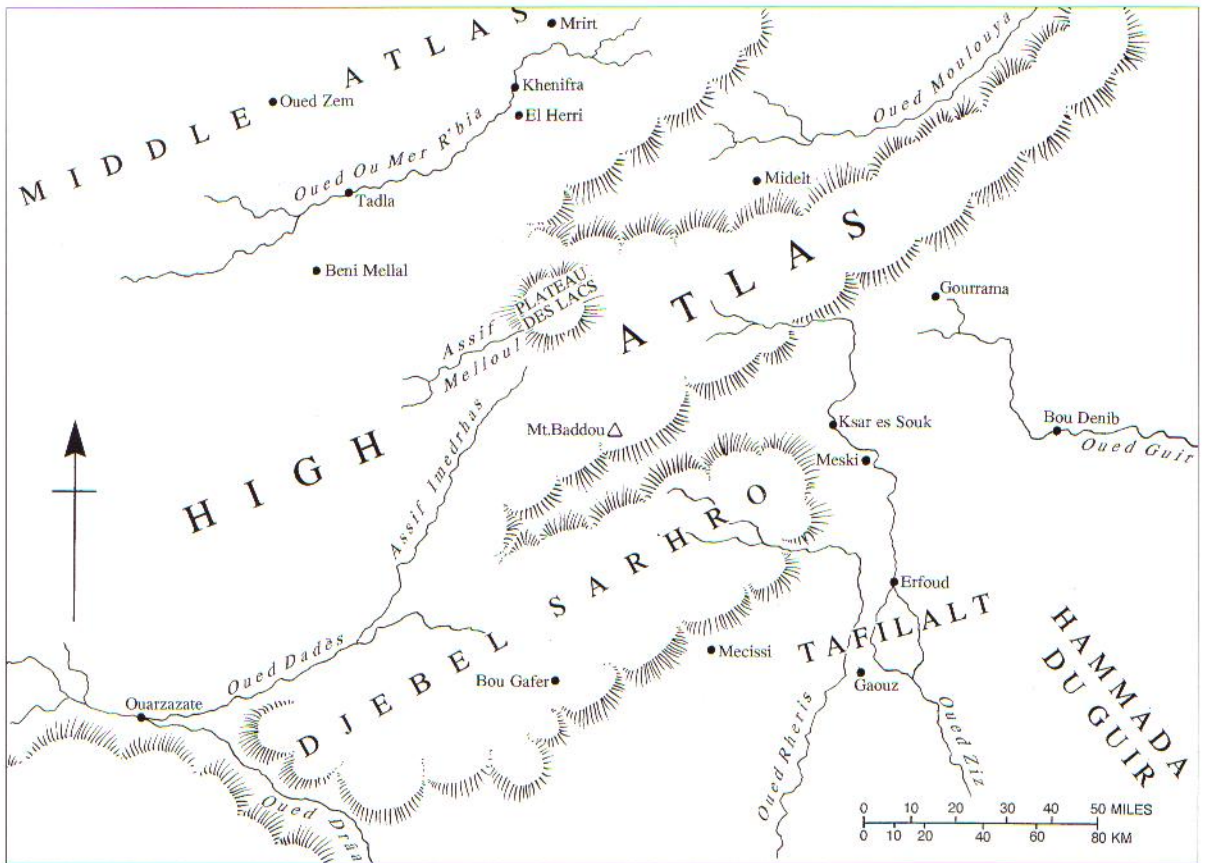 MIDDLE ATLAS
Mrirt
Khenifra
Oued Zem
El Herri
Oued Ou Mer R'bia
Oued Moulouya
Tadla
Midelt
Beni Mellal
PLATEAU
DES LACS
Gourrama
Assif
Melloul
HIGH ATLAS
Mt. Baddou
Ksar es Souk
Bou Denib
Oued Guir
Meski
Assif Imedrhas
Erfoud
DJEBEL SARHRO
TAFILALT
HAMMADA
DU GUIR
Oued Dadès
Mecissi
Bou Gafer
Gaouz
Ouarzazate
Oued Rheris
Oued Ziz
Oued Drâa
0 10 20 30 40 50 MILES
0 10 20 40 60 80 KM